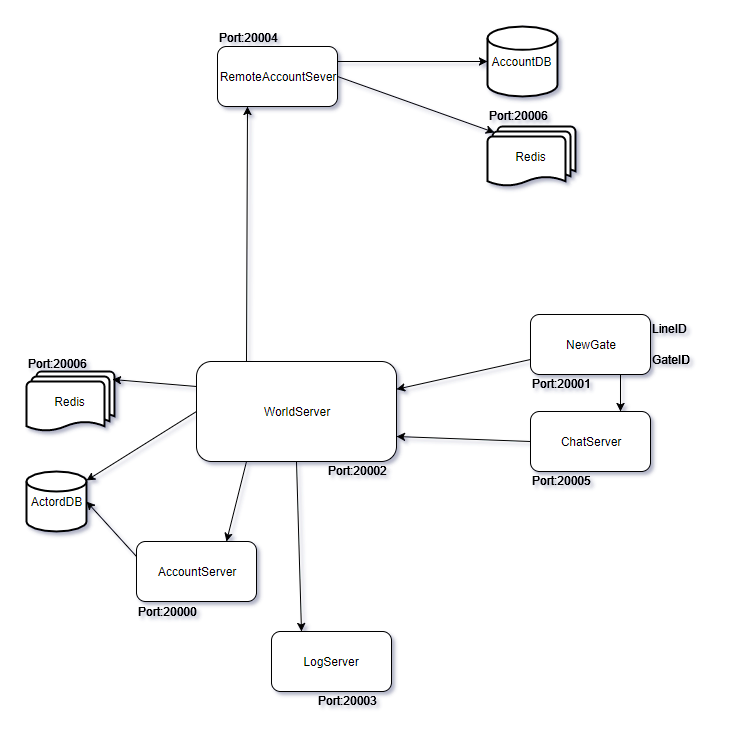 Port:20004
RemoteAccountSever
AccountDB
Port:20006
Redis
NewGate
LineID
GateID
Port:20001
Port:20006
Redis
WorldServer
ChatServer
Port:20002
Port:20005
ActordDB
AccountServer
Port:20000
LogServer
Port:20003